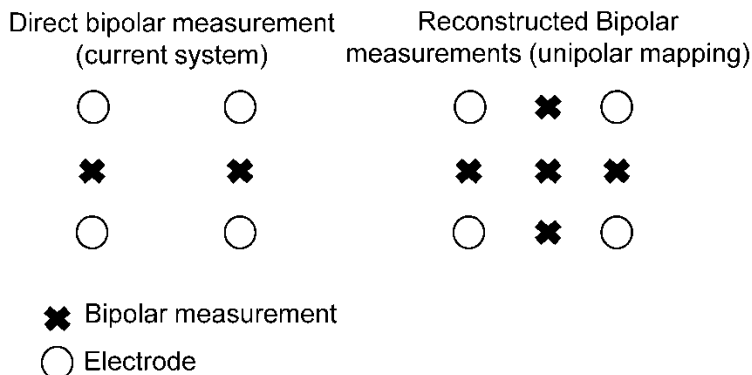 Direct bipolar measurement
(current system)
Reconstructed Bipolar
measurements (unipolar mapping)
Bipolar measurement
Electrode